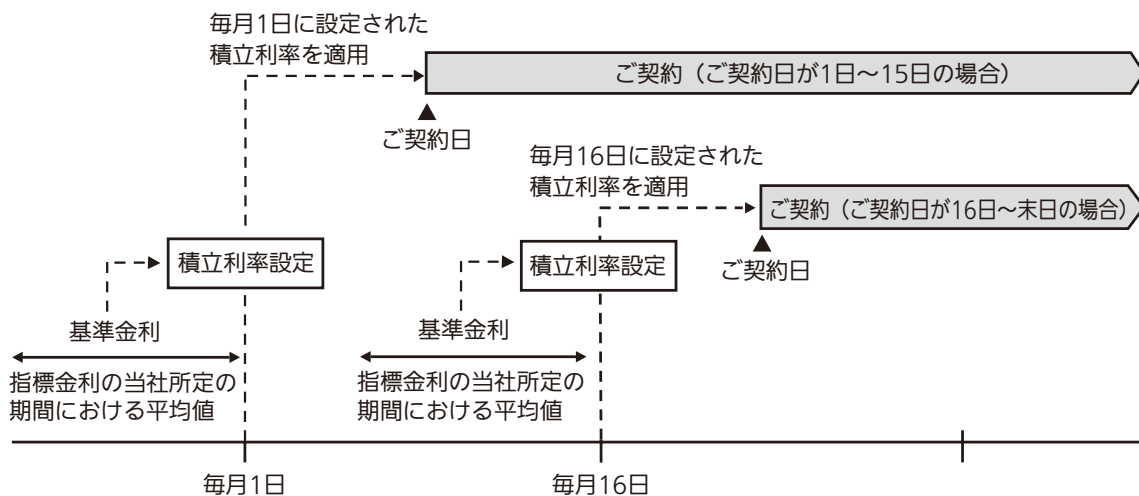 毎月1日に設定された
積立利率を適用
ご契約（ご契約日が1日～15日の場合）
ご契約日
毎月16日に設定された
積立利率を適用
ご契約（ご契約日が16日～末日の場合）
ご契約日
積立利率設定
積立利率設定
基準金利
基準金利
指標金利の当社所定の
期間における平均値
指標金利の当社所定の
期間における平均値
毎月1日
毎月16日